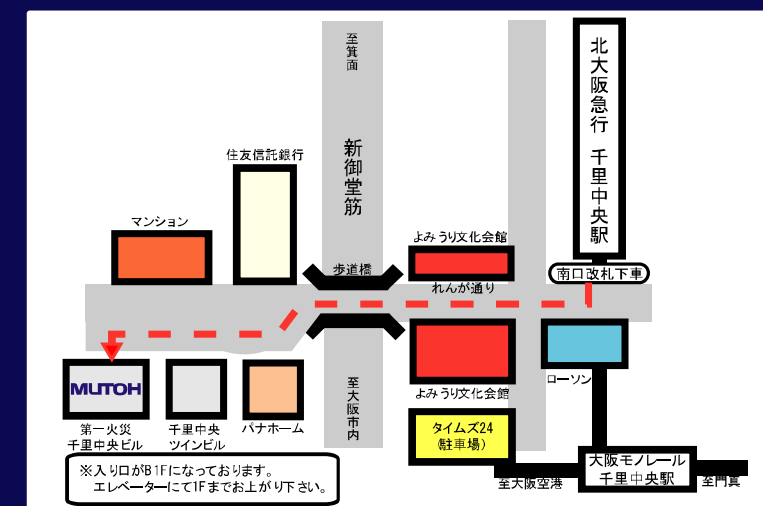 至箕面
新御堂筋
北大阪急行 千里中央駅
住友信託銀行
マンション
よみうり文化会館
歩道橋
南口改札下車
れんが通り
MUTOH
第一火災
千里中央ビル
千里中央
ツインビル
パナホーム
至大阪市内
よみうり文化会館
ローソン
タイムズ24
(駐車場)
大阪モノレール
千里中央駅
至大阪空港
至門真
※入り口がB1Fになっております。
エレベーターにて1Fまでお上がり下さい。